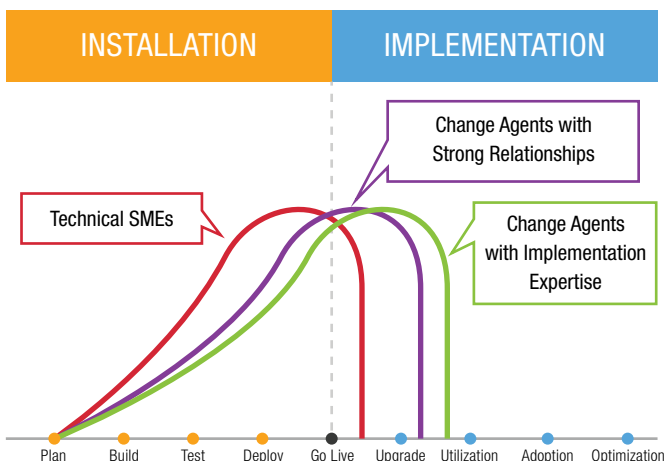 INSTALLATION
IMPLEMENTATION
Change Agents with
Strong Relationships
Technical SMEs
Change Agents
with Implementation
Expertise
Plan
Build
Test
Deploy
Go Live
Upgrade
Utilization
Adoption
Optimization